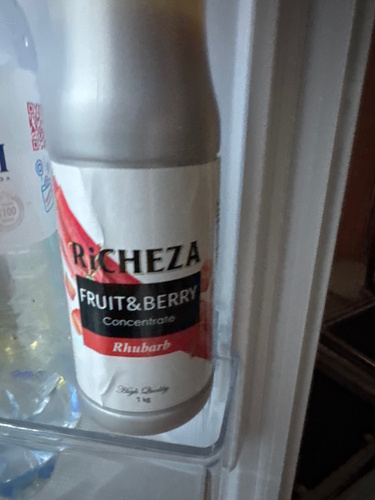 RiCHEZA
FRUIT&BERRY
Concentrate
Rhubarb
High Quality
1 kg